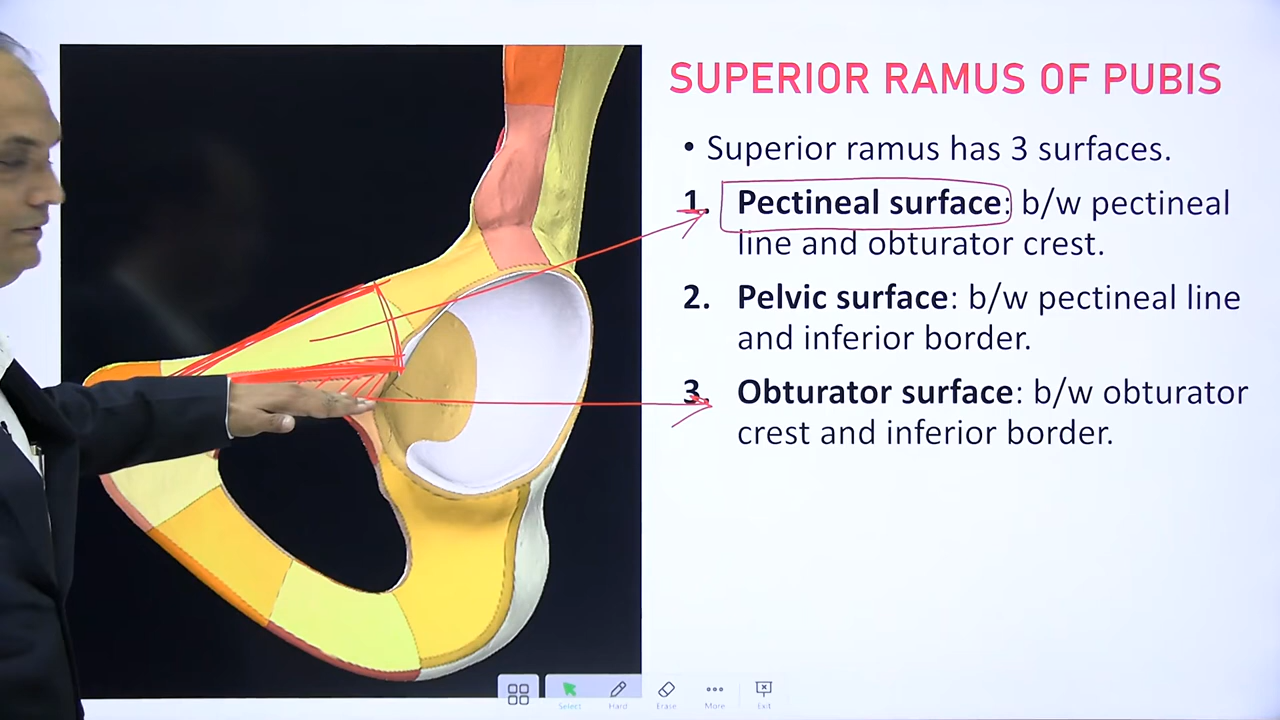 SUPERIOR RAMUS OF PUBIS
• Superior ramus has 3 surfaces.
1. Pectineal surface: b/w pectineal
line and obturator crest.
2. Pelvic surface: b/w pectineal line
and inferior border.
3. Obturator surface: b/w obturator
crest and inferior border.
Select Hard Erase More Exit